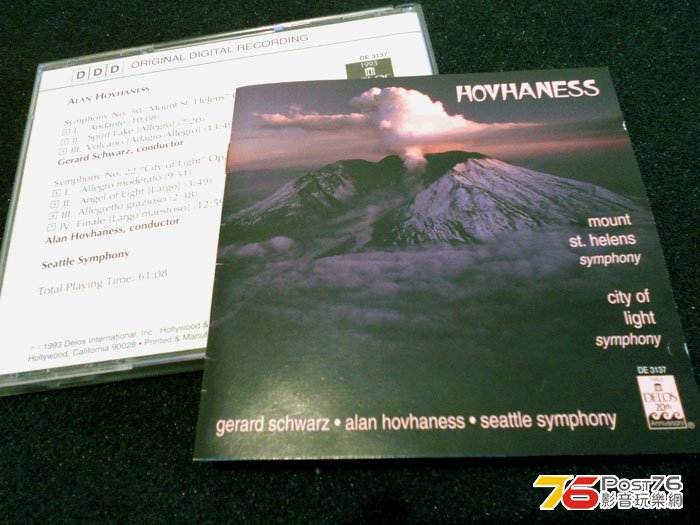 DDD ORIGINAL DIGITAL RECORDING
DE 3137
1993
DELOS
ALAN HOVHANESS
Symphony No. 50 "Mount St. Helens"
I. Andante (10:08)
II. Spirit Lake [Allegro] (7:20)
III. Volcano [Adagio-Allegro] (13:4
Gerard Schwarz, conductor
Symphony No. 22 "City of Light" Op.
I. Allegro moderato (9:51)
II. Angel of Light [Largo] (3:49)
III. Allegretto grazioso (2:38)
IV. Finale [Largo maestoso] (12:59
Alan Hovhaness, conductor
Seattle Symphony
Total Playing Time: 61:08
℗ © 1993 Delos International, Inc. Hollywood &
Hollywood, California 90028 • Printed & Manuf
HOVHANESS
mount
st. helens
symphony
city of
light
symphony
DE 3137
1993
DELOS
20th
Anniversary
®
gerard schwarz • alan hovhaness • seattle symphony
76 Post76
影音玩樂網